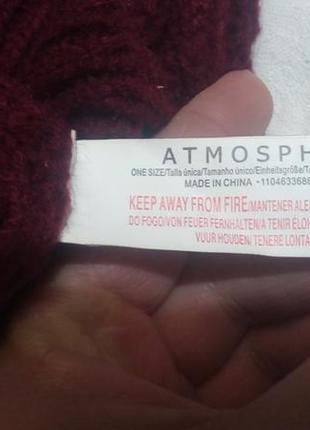 ATMOSPH
ONE SIZE/Talla única/Tamanho único/Einheitsgröße/Ta
MADE IN CHINA -1104633688
KEEP AWAY FROM FIRE/MANTENER ALE
DO FOGO/VON FEUER FERNHALTEN/A TENIR ÉLOI
VUUR HOUDEN/ TENERE LONTA